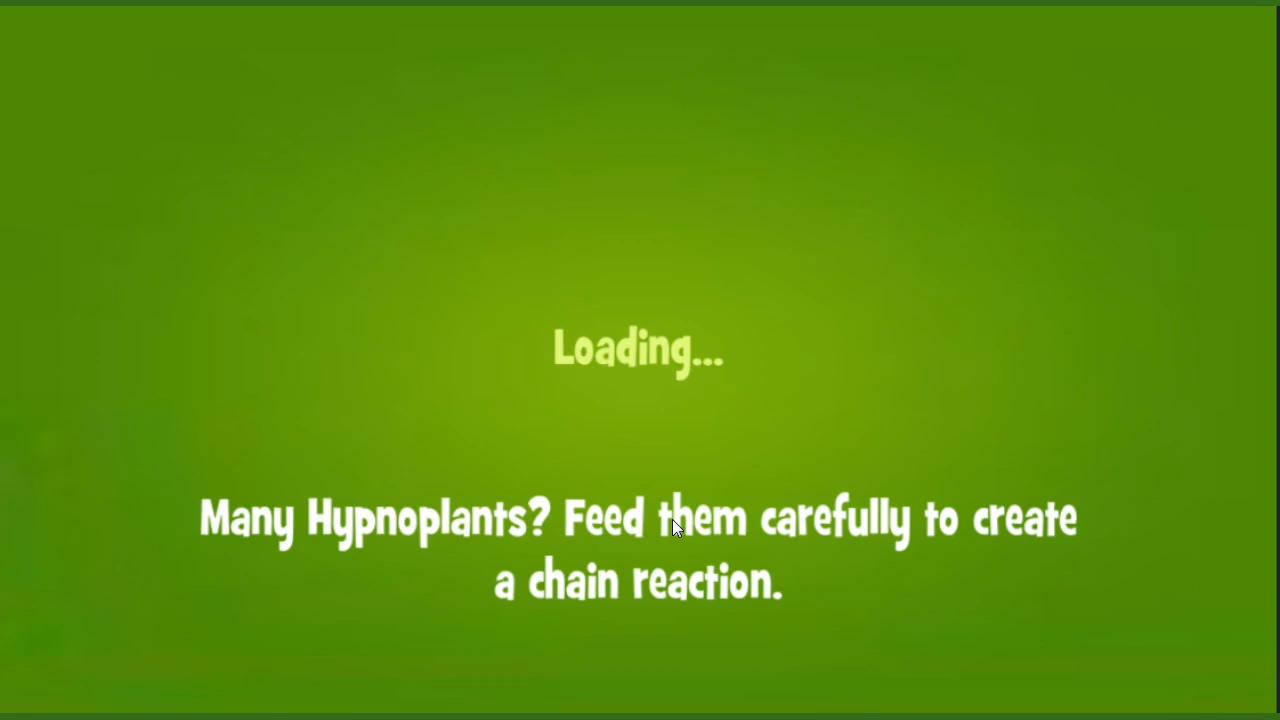 Loading...
Many Hypnoplants? Feed them carefully to create
a chain reaction.